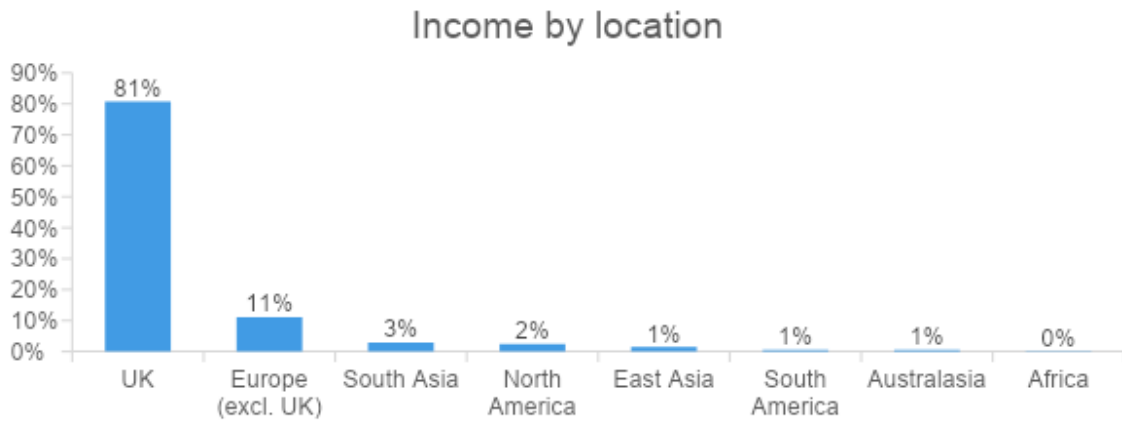 Income by location
90%
80%
70%
60%
50%
40%
30%
20%
10%
0%
81%
11%
3%
2%
1%
1%
1%
0%
UK
Europe
(excl. UK)
South Asia
North
America
East Asia
South
America
Australasia
Africa